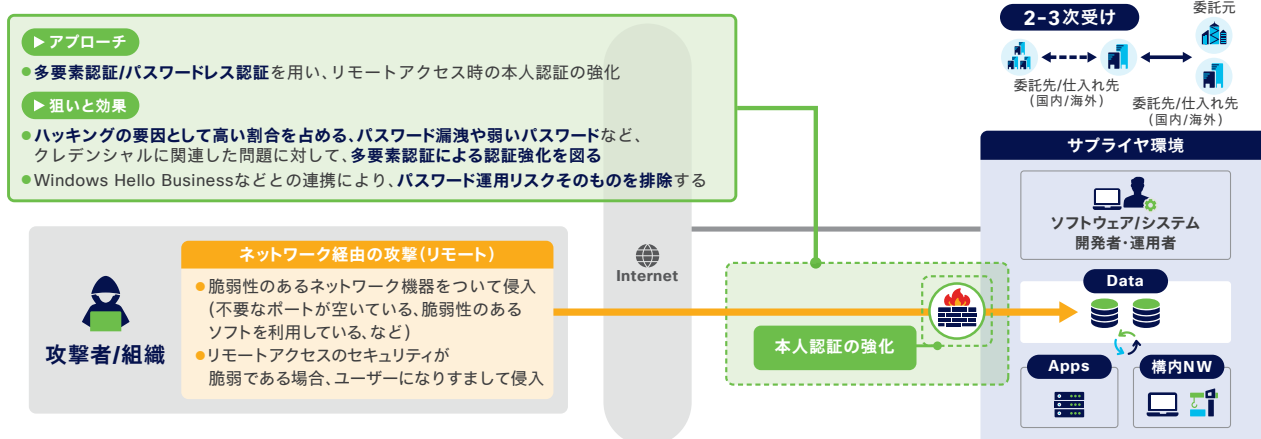 ▶アプローチ
●多要素認証/パスワードレス認証を用い、リモートアクセス時の本人認証の強化
▶狙いと効果
●ハッキングの要因として高い割合を占める、パスワード漏洩や弱いパスワードなど、
クレデンシャルに関連した問題に対して、多要素認証による認証強化を図る
●Windows Hello Businessなどとの連携により、パスワード運用リスクそのものを排除する
2-3次受け
委託元
委託先/仕入れ先
(国内/海外)
委託先/仕入れ先
(国内/海外)
サプライヤ環境
ソフトウェア/システム
開発者・運用者
Data
Apps
構内NW
Internet
本人認証の強化
攻撃者/組織
ネットワーク経由の攻撃(リモート)
●脆弱性のあるネットワーク機器をついて侵入
(不要なポートが空いている、脆弱性のある
ソフトを利用している、など)
●リモートアクセスのセキュリティが
脆弱である場合、ユーザーになりすまして侵入